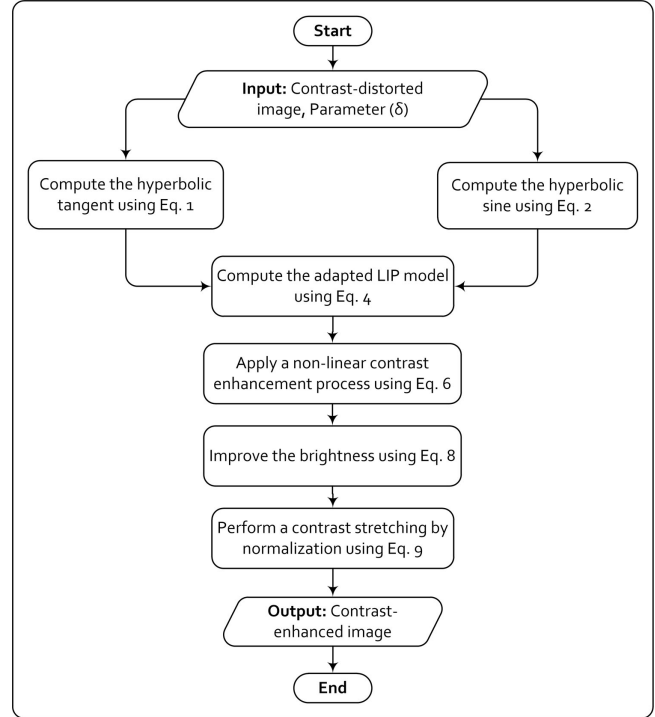 Start
Input: Contrast-distorted
image, Parameter (δ)
Compute the hyperbolic
tangent using Eq. 1
Compute the hyperbolic
sine using Eq. 2
Compute the adapted LIP model
using Eq. 4
Apply a non-linear contrast
enhancement process using Eq. 6
Improve the brightness using Eq. 8
Perform a contrast stretching by
normalization using Eq. 9
Output: Contrast-
enhanced image
End